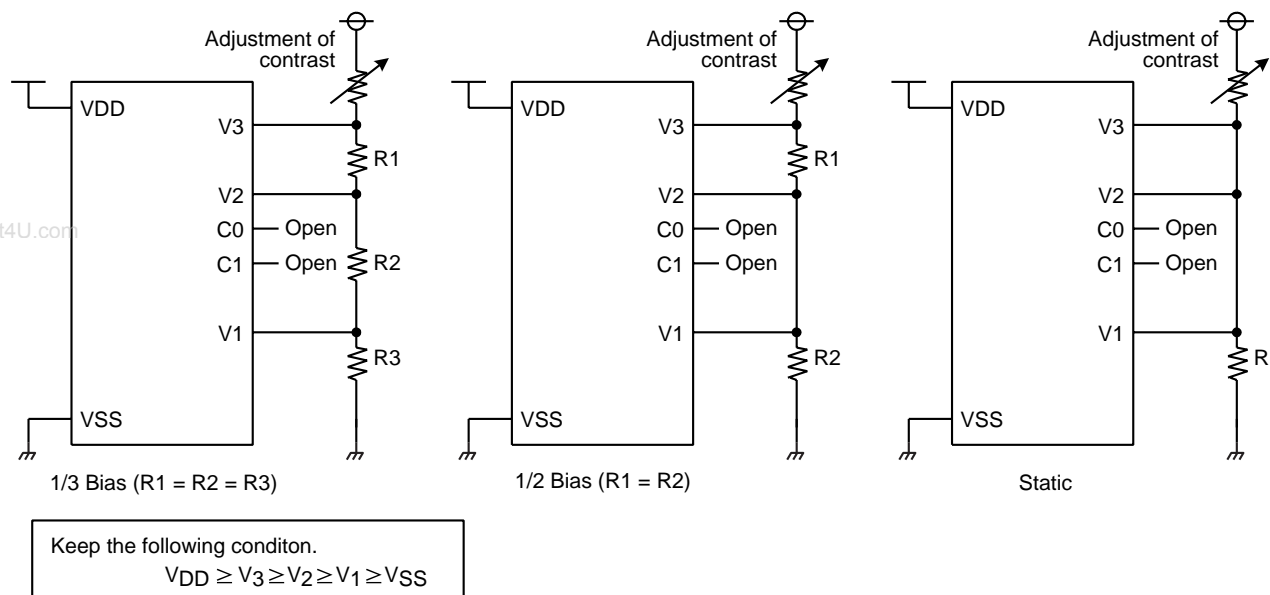 Adjustment of
contrast
VDD
V3
R1
V2
C0
Open
C1
Open
R2
V1
R3
VSS
1/3 Bias (R1 = R2 = R3)
Adjustment of
contrast
VDD
V3
R1
V2
C0
Open
C1
Open
V1
R2
VSS
1/2 Bias (R1 = R2)
Adjustment of
contrast
VDD
V3
V2
C0
Open
C1
Open
V1
R
VSS
Static
t4U.com
Keep the following conditon.
VDD ≥ V3 ≥ V2 ≥ V1 ≥ VSS